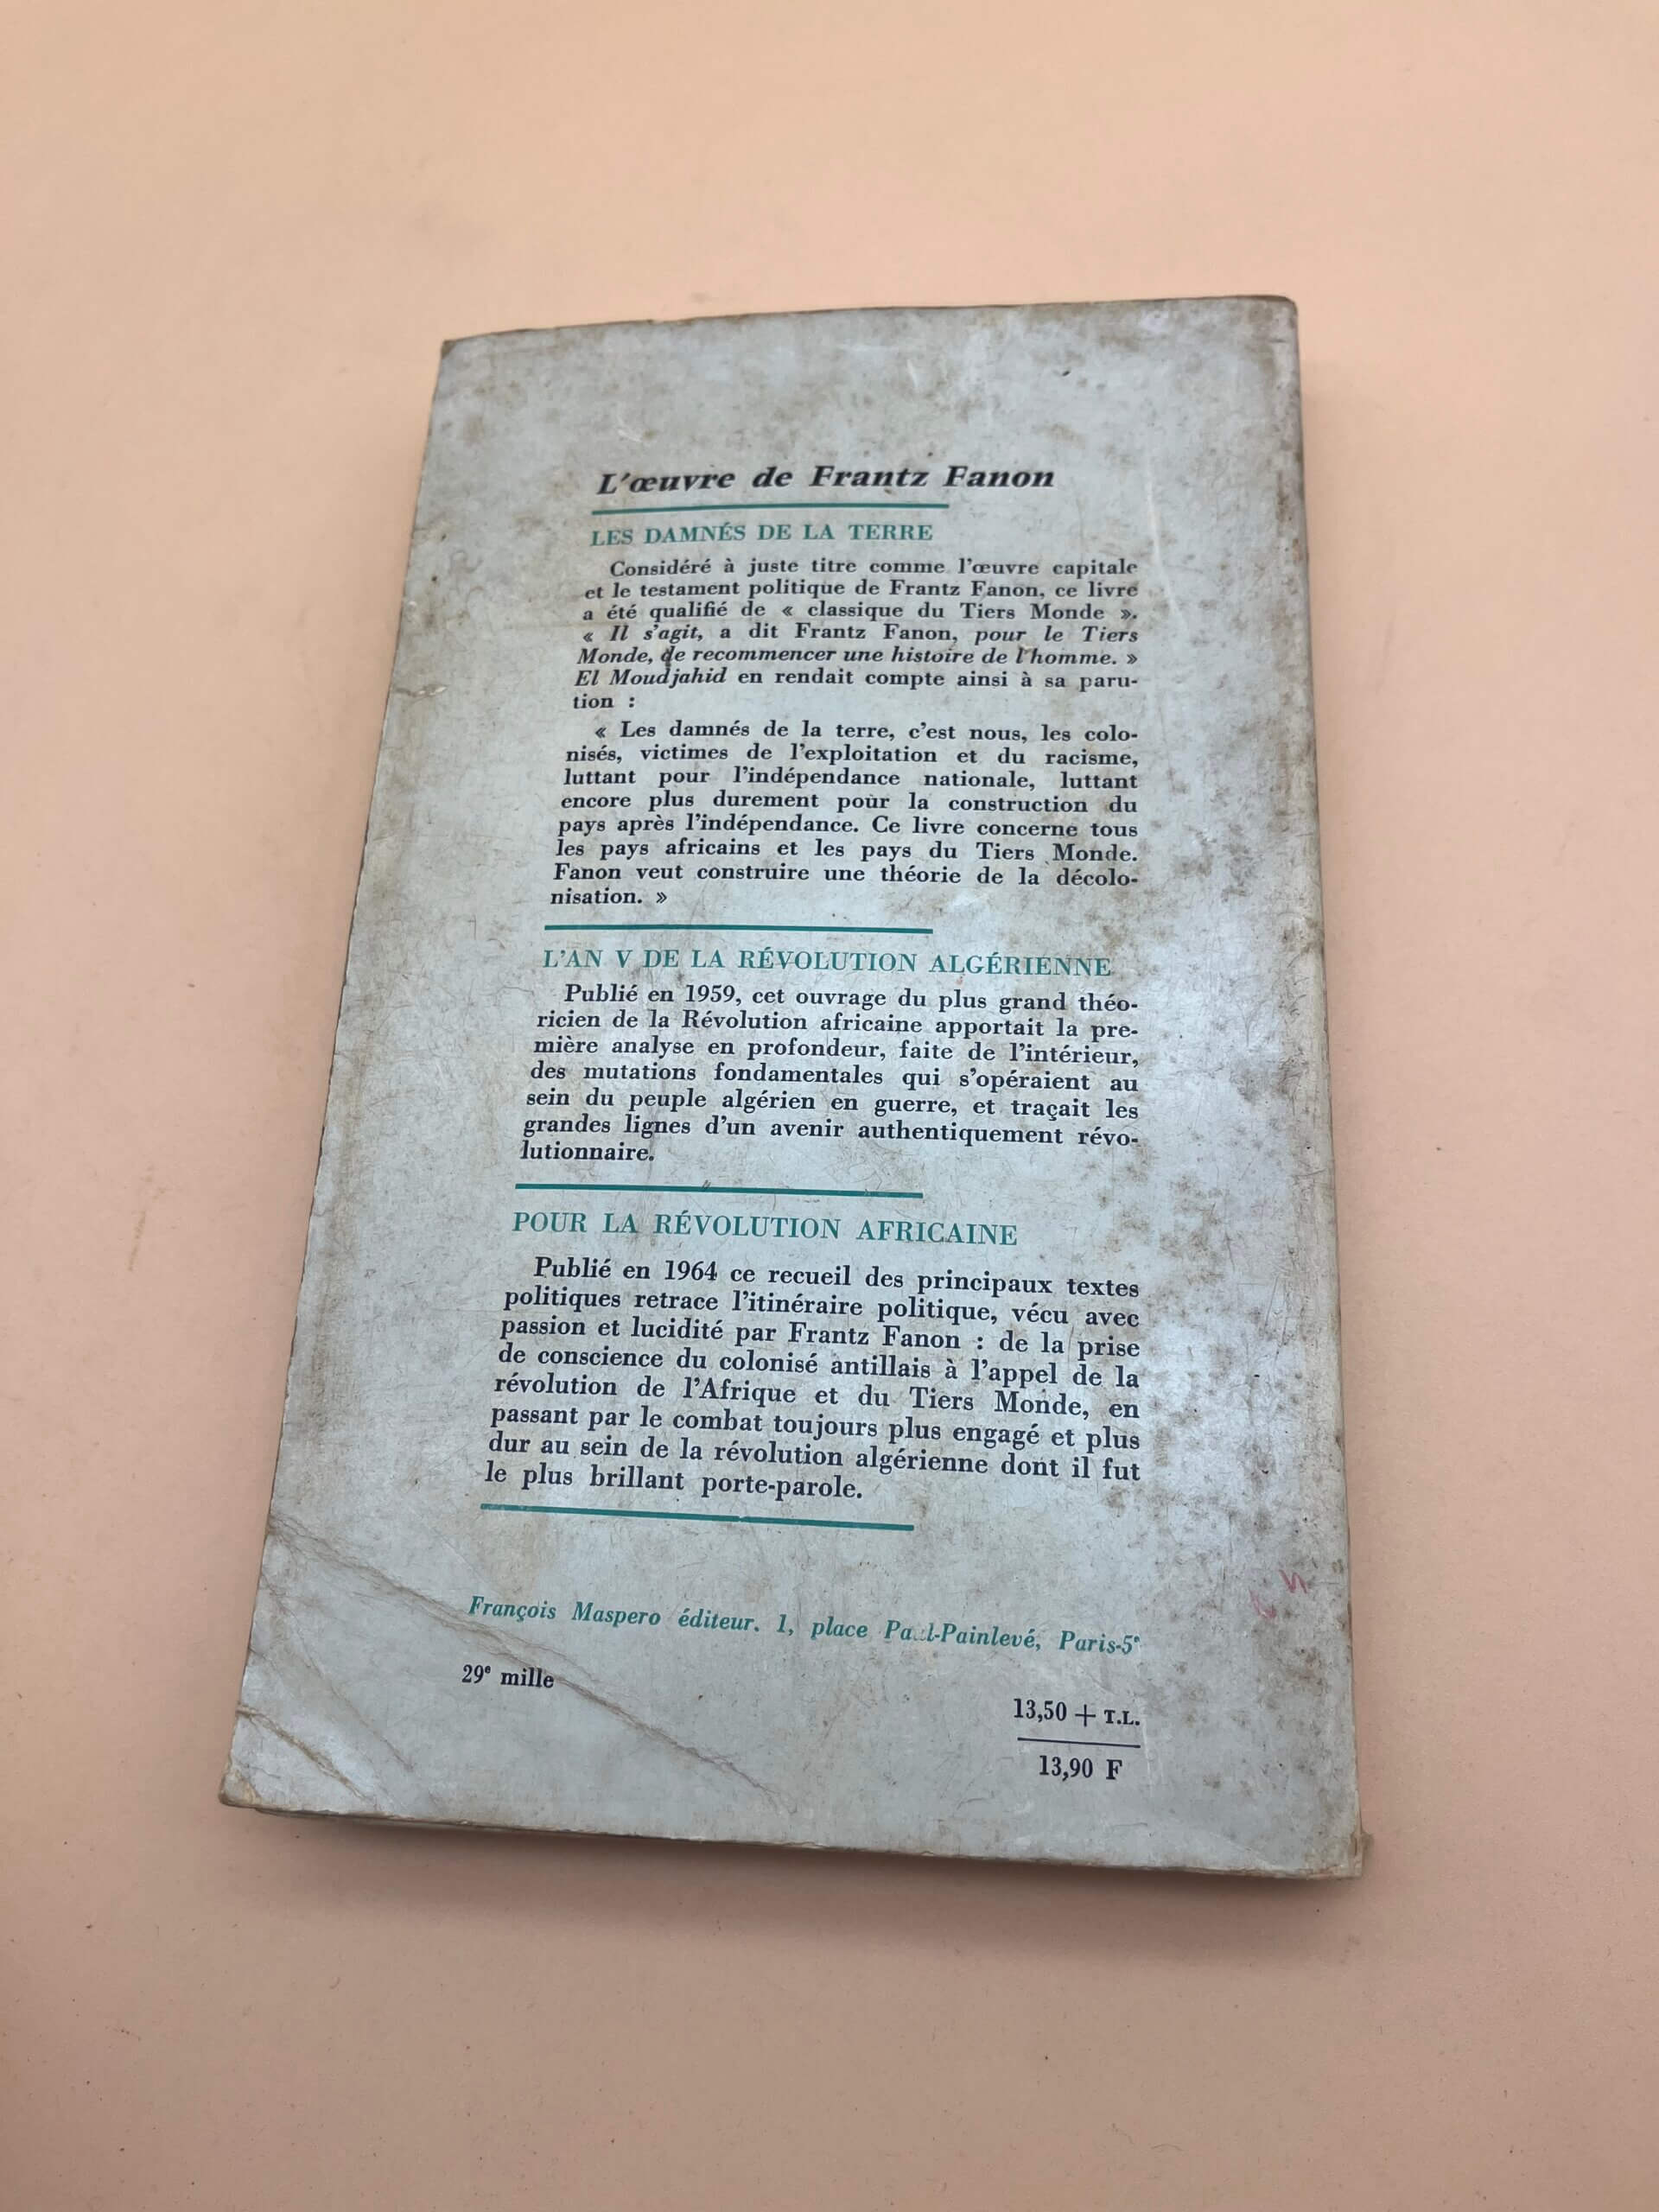 L'œuvre de Frantz Fanon
LES DAMNÉS DE LA TERRE
Considéré à juste titre comme l'œuvre capitale
et le testament politique de Frantz Fanon, ce livre
a été qualifié de « classique du Tiers Monde ».
« Il s'agit, a dit Frantz Fanon, pour le Tiers
Monde, de recommencer une histoire de l'homme. »
El Moudjahid en rendait compte ainsi à sa paru-
tion :
« Les damnés de la terre, c'est nous, les colo-
nisés, victimes de l'exploitation et du racisme,
luttant pour l'indépendance nationale, luttant
encore plus durement pour la construction du
pays après l'indépendance. Ce livre concerne tous
les pays africains et les pays du Tiers Monde.
Fanon veut construire une théorie de la décolo-
nisation. »
L'AN V DE LA RÉVOLUTION ALGÉRIENNE
Publié en 1959, cet ouvrage du plus grand théo-
ricien de la Révolution africaine apportait la pre-
mière analyse en profondeur, faite de l'intérieur,
des mutations fondamentales qui s'opéraient au
sein du peuple algérien en guerre, et traçait les
grandes lignes d'un avenir authentiquement révo-
lutionnaire.
POUR LA RÉVOLUTION AFRICAINE
Publié en 1964 ce recueil des principaux textes
politiques retrace l'itinéraire politique, vécu avec
passion et lucidité par Frantz Fanon : de la prise
de conscience du colonisé antillais à l'appel de la
révolution de l'Afrique et du Tiers Monde, en
passant par le combat toujours plus engagé et plus
dur au sein de la révolution algérienne dont il fut
le plus brillant porte-parole.
François Maspero éditeur. 1, place Paul-Painlevé, Paris-5e
29e mille
13,50 + T.L.
13,90 F